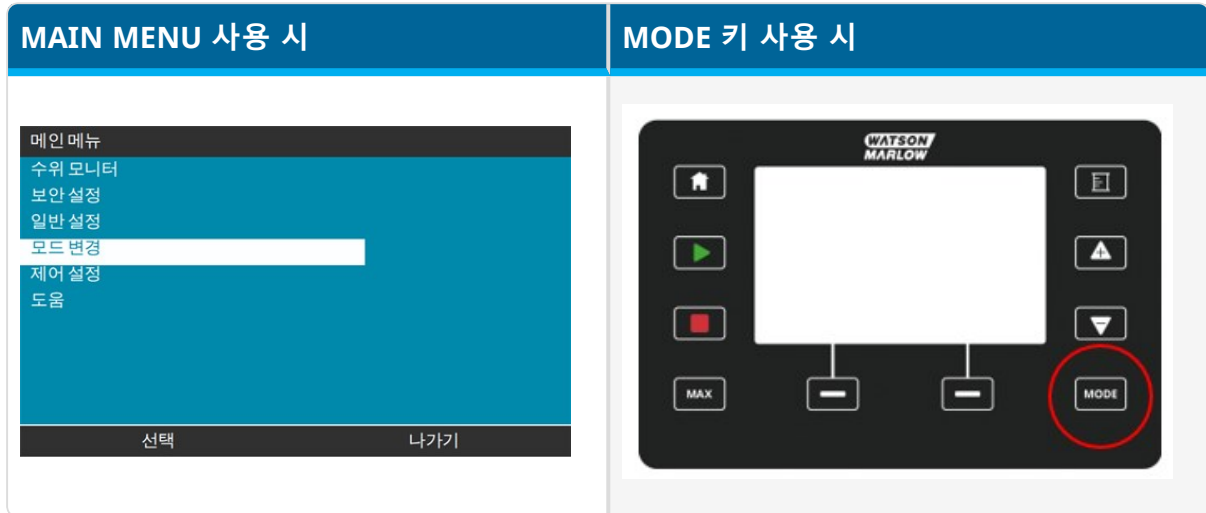 MAIN MENU 사용 시
MODE 키 사용 시
메인 메뉴
수위 모니터
보안 설정
일반 설정
모드 변경
제어 설정
도움
선택
나가기
WATSON
MARLOW
MAX
MODE